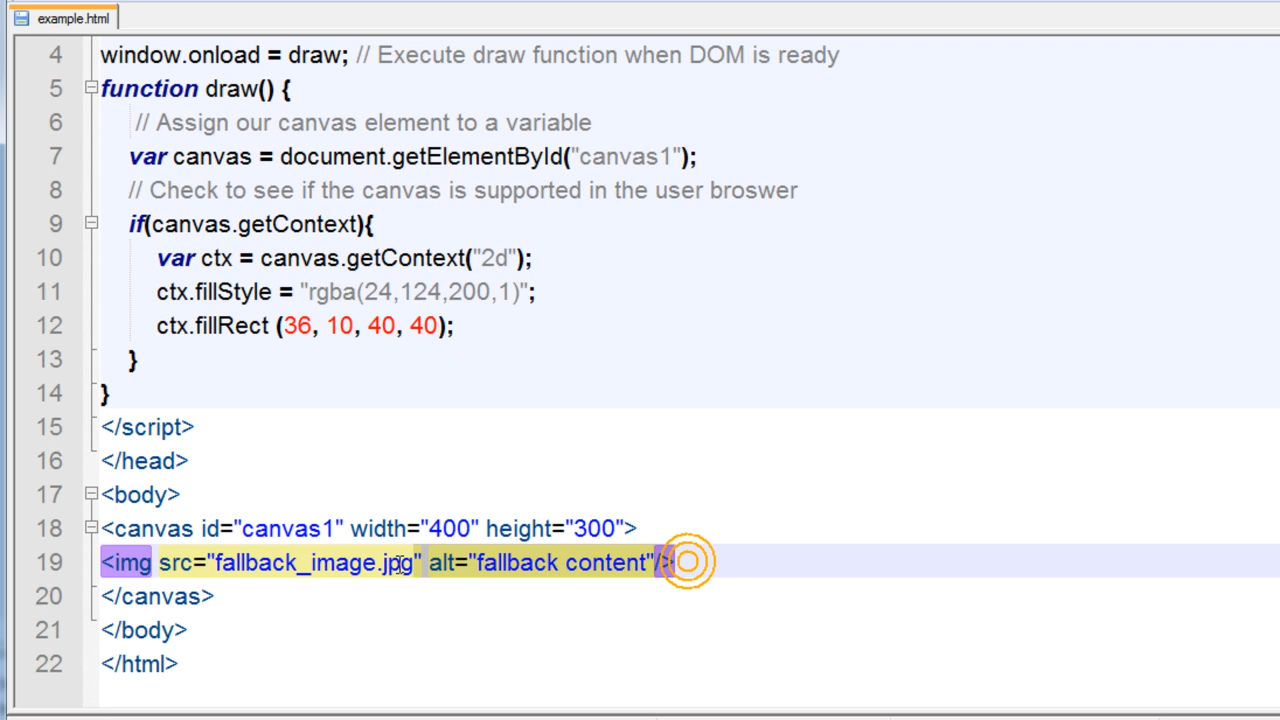 example.html
4 window.onload = draw; // Execute draw function when DOM is ready
5 function draw() {
6 // Assign our canvas element to a variable
7 var canvas = document.getElementById("canvas1");
8 // Check to see if the canvas is supported in the user broswer
9 if(canvas.getContext){
10 var ctx = canvas.getContext("2d");
11 ctx.fillStyle = "rgba(24,124,200,1)";
12 ctx.fillRect (36, 10, 40, 40);
13 }
14 }
15 </script>
16 </head>
17 <body>
18 <canvas id="canvas1" width="400" height="300">
19 <img src="fallback_image.jpg" alt="fallback content"/>
20 </canvas>
21 </body>
22 </html>